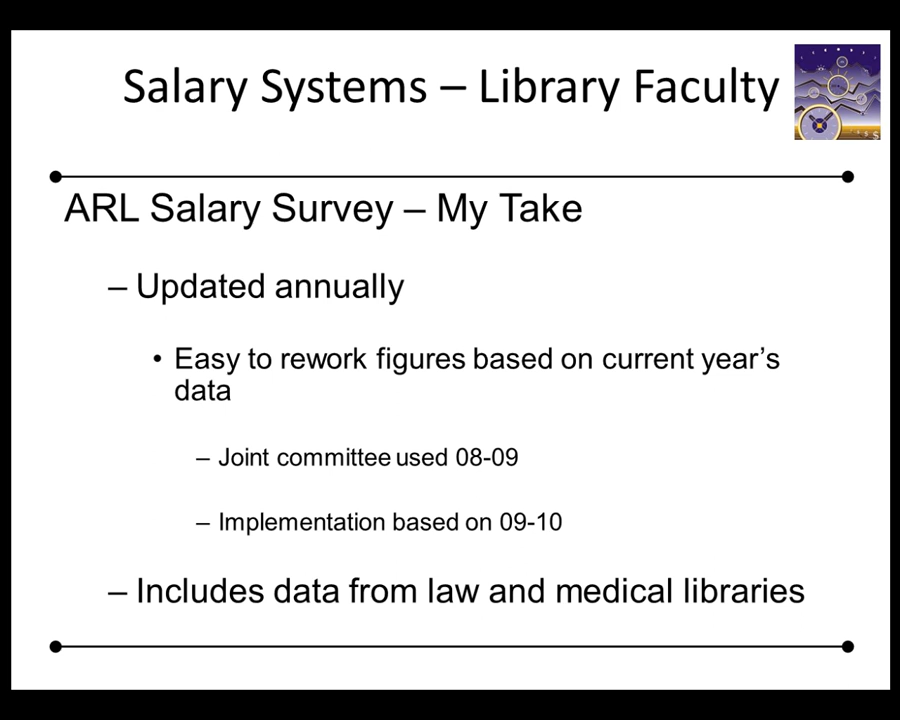 Salary Systems – Library Faculty
ARL Salary Survey – My Take
– Updated annually
• Easy to rework figures based on current year’s
data
– Joint committee used 08-09
– Implementation based on 09-10
– Includes data from law and medical libraries